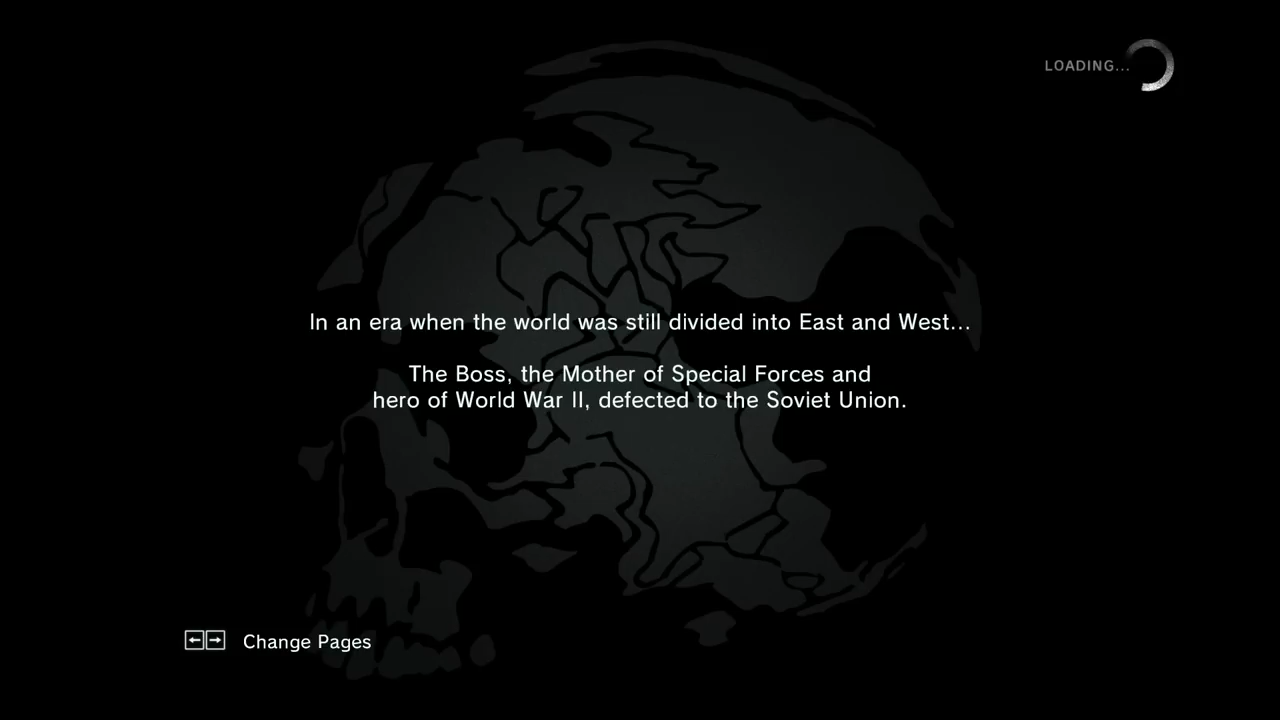 LOADING...
In an era when the world was still divided into East and West...
The Boss, the Mother of Special Forces and
hero of World War II, defected to the Soviet Union.
Change Pages